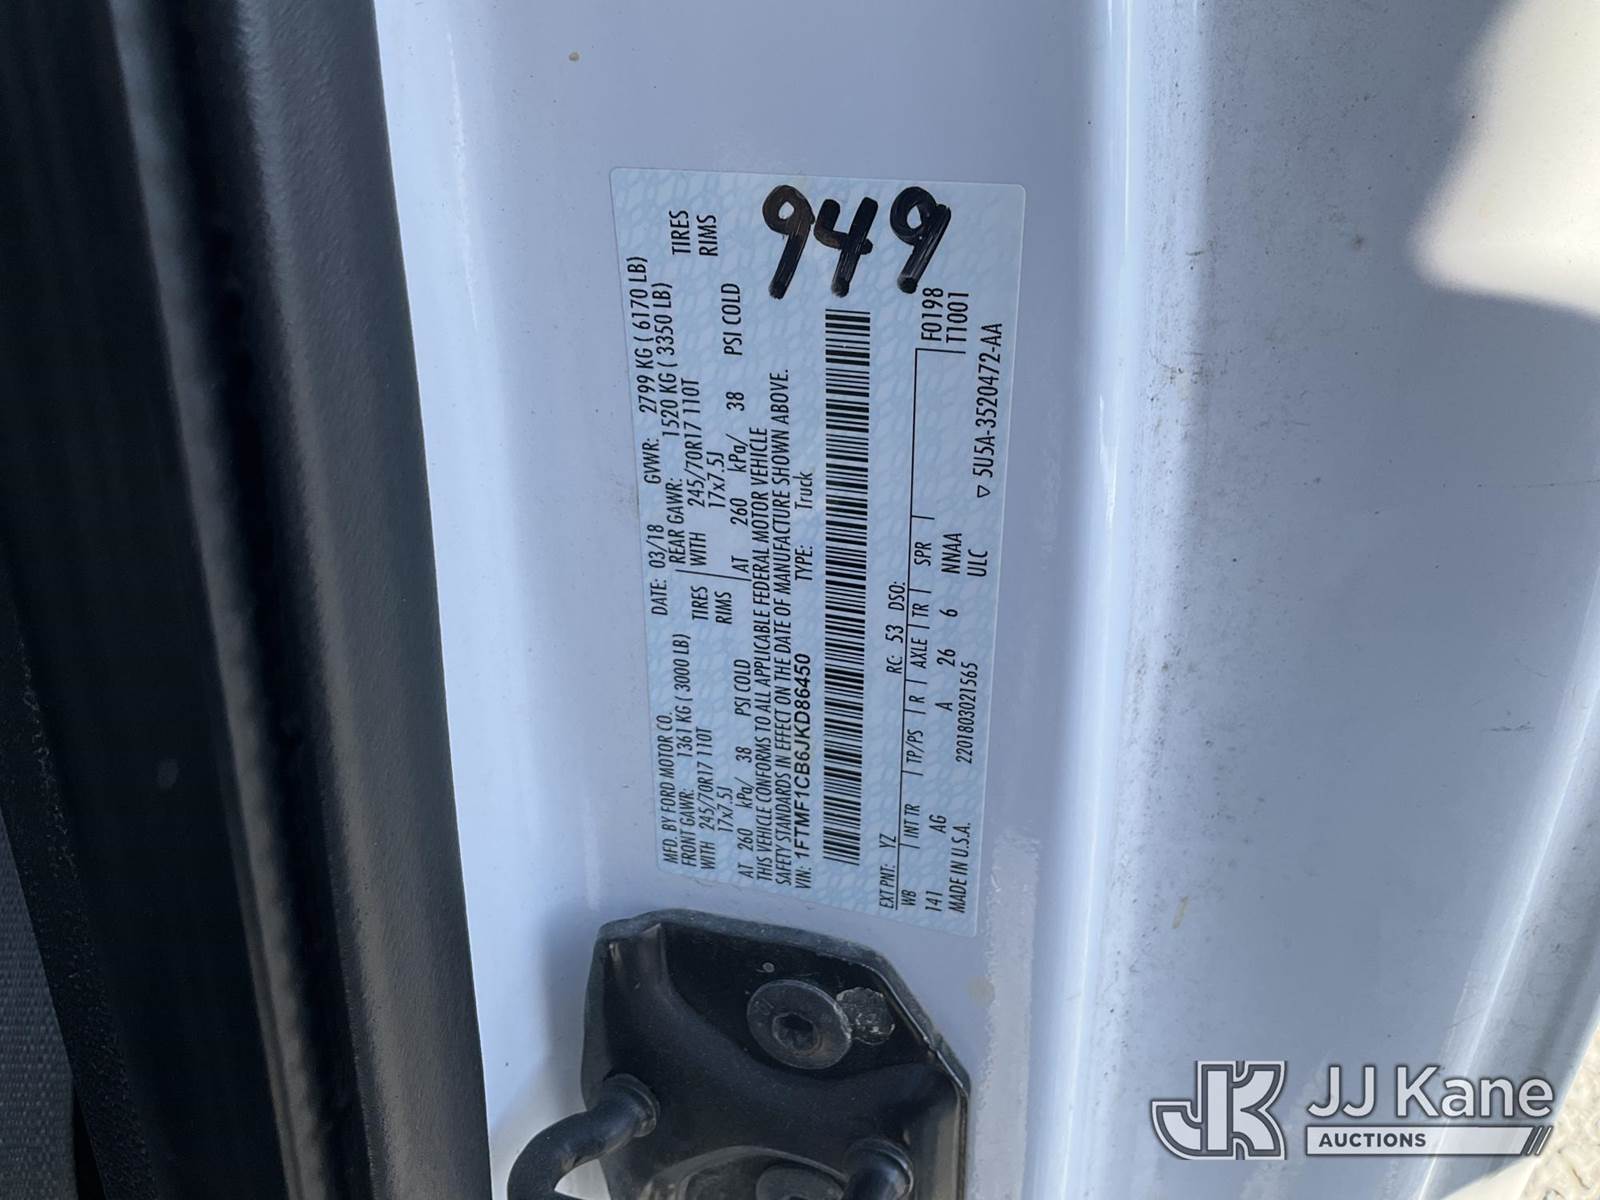 949
MFD. BY FORD MOTOR CO.
DATE: 03/18 GVWR: 2799 KG ( 6170 LB)
FRONT GAWR: 1361 KG ( 3000 LB) REAR GAWR: 1520 KG ( 3350 LB)
WITH 245/70R17 110T TIRES WITH 245/70R17 110T TIRES
17x7.5J RIMS 17x7.5J RIMS
AT 260 kPa/ 38 PSI COLD AT 260 kPa/ 38 PSI COLD
THIS VEHICLE CONFORMS TO ALL APPLICABLE FEDERAL MOTOR VEHICLE
SAFETY STANDARDS IN EFFECT ON THE DATE OF MANUFACTURE SHOWN ABOVE.
VIN: 1FTMF1CB6JKD86450 TYPE: Truck
EXT PNT: YZ RC: 53 DSO: F0198
WB INT TR TP/PS R AXLE TR SPR T1001
141 AG A 26 6 NNAA
MADE IN U.S.A. 22018030215​65 ULC
▽ 5U5A-3520472-AA
JK JJ Kane
AUCTIONS